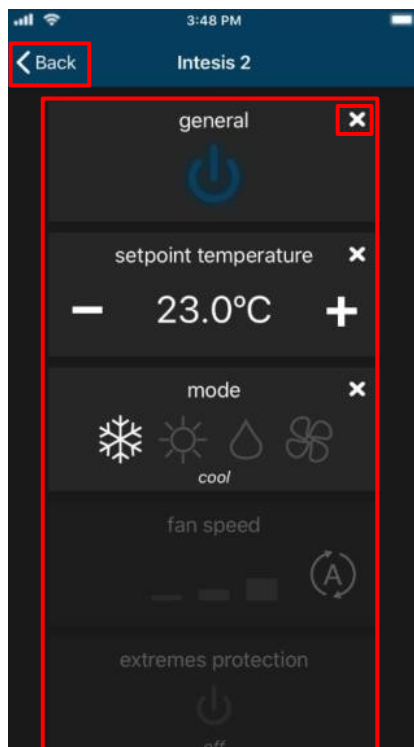 3:48 PM
Back
Intesis 2
general
setpoint temperature
23.0°C
mode
cool
fan speed
A
extremes protection
off